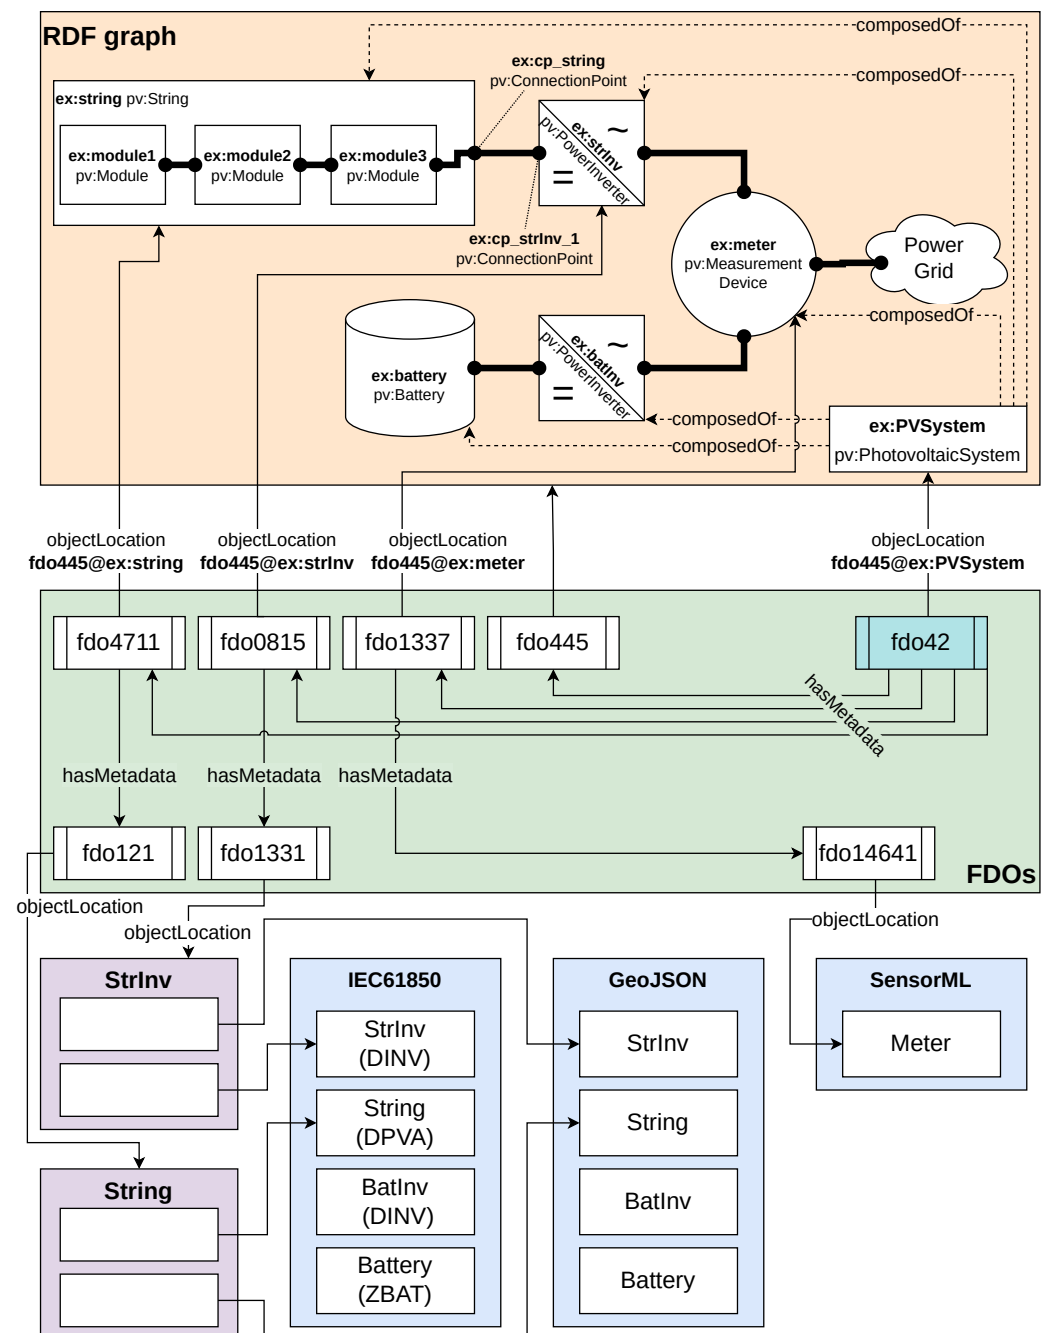 RDF graph
composedOf
ex:cp_string
pv:ConnectionPoint
composedOf
ex:string pv:String
ex:strInv
pv:PowerInverter
~
=
ex:module1
pv:Module
ex:module2
pv:Module
ex:module3
pv:Module
ex:cp_strInv_1
pv:ConnectionPoint
ex:meter
pv:Measurement
Device
Power
Grid
composedOf
ex:battery
pv:Battery
ex:batInv
pv:PowerInverter
~
=
composedOf
composedOf
ex:PVSystem
pv:PhotovoltaicSystem
objectLocation
fdo445@ex:string
objectLocation
fdo445@ex:strInv
objectLocation
fdo445@ex:meter
objectLocation
fdo445@ex:PVSystem
fdo4711
fdo0815
fdo1337
fdo445
fdo42
hasMetadata
hasMetadata
hasMetadata
hasMetadata
fdo121
fdo1331
fdo14641
FDOs
objectLocation
objectLocation
objectLocation
StrInv
IEC61850
StrInv
(DINV)
String
(DPVA)
BatInv
(DINV)
Battery
(ZBAT)
GeoJSON
StrInv
String
BatInv
Battery
SensorML
Meter
String